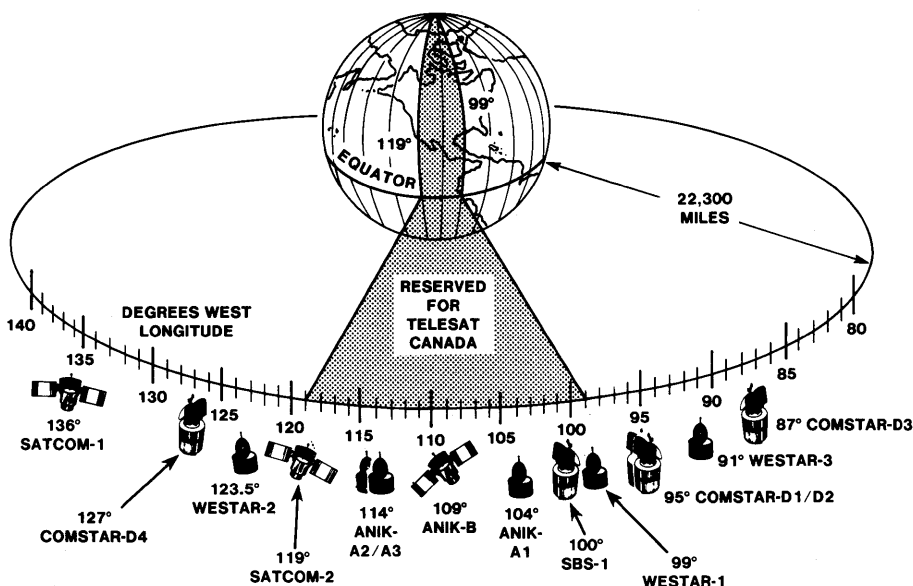 99°
119°
EQUATOR
22,300
MILES
RESERVED
FOR
TELESAT
CANADA
DEGREES WEST
LONGITUDE
140
135
130
125
120
115
110
105
100
95
90
85
80
136°
SATCOM-1
127°
COMSTAR-D4
123.5°
WESTAR-2
119°
SATCOM-2
114°
ANIK-
A2/A3
109°
ANIK-B
104°
ANIK-
A1
100°
SBS-1
99°
WESTAR-1
95° COMSTAR-D1/D2
91° WESTAR-3
87° COMSTAR-D3